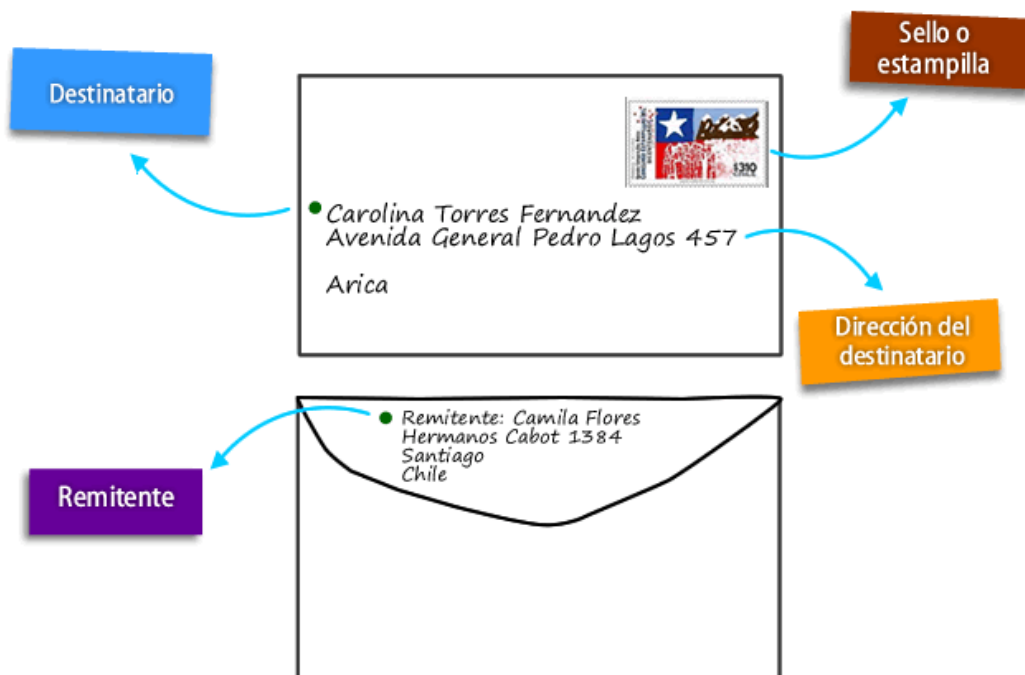 Sello o
estampilla
Destinatario
$310
Carolina Torres Fernandez
Avenida General Pedro Lagos 457
Arica
Dirección del
destinatario
Remitente: Camila Flores
Hermanos Cabot 1384
Santiago
Chile
Remitente